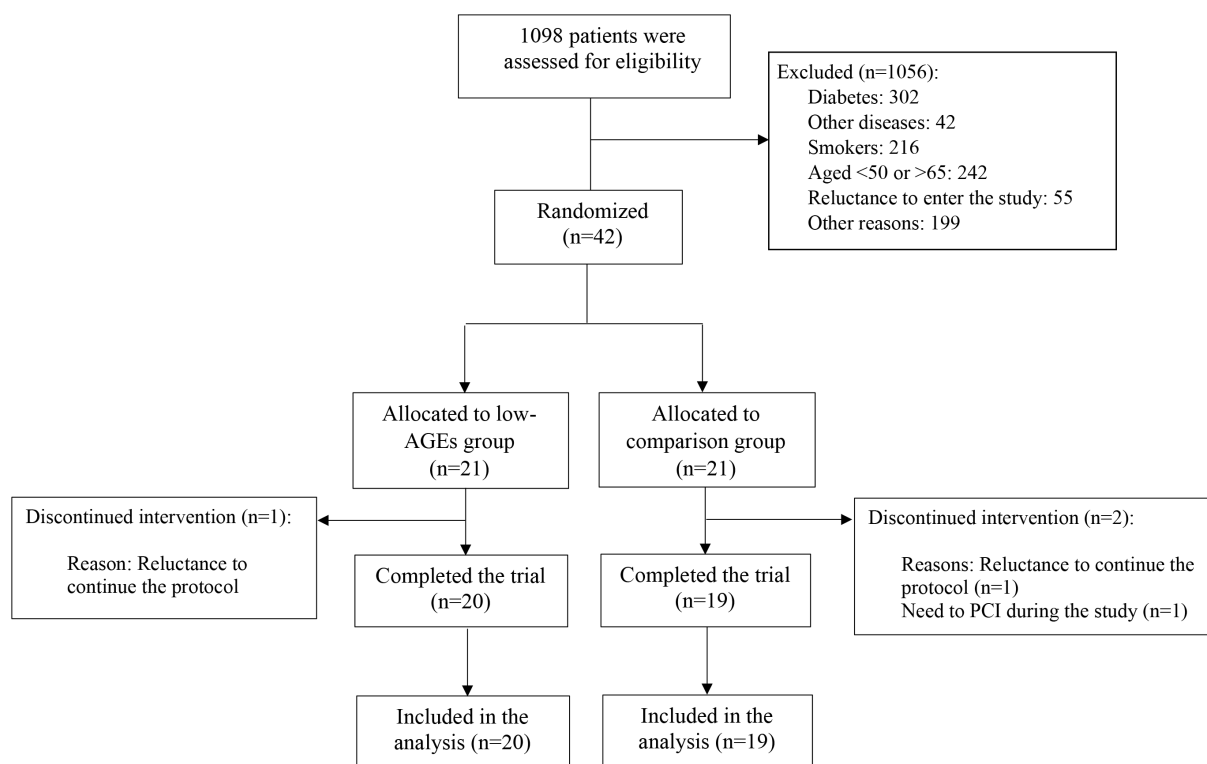 1098 patients were
assessed for eligibility
Excluded (n=1056):
Diabetes: 302
Other diseases: 42
Smokers: 216
Aged <50 or >65: 242
Reluctance to enter the study: 55
Other reasons: 199
Randomized
(n=42)
Allocated to low-
AGEs group
(n=21)
Allocated to
comparison group
(n=21)
Discontinued intervention (n=1):
Reason: Reluctance to
continue the protocol
Discontinued intervention (n=2):
Reasons: Reluctance to continue the
protocol (n=1)
Need to PCI during the study (n=1)
Completed the trial
(n=20)
Completed the trial
(n=19)
Included in the
analysis (n=20)
Included in the
analysis (n=19)